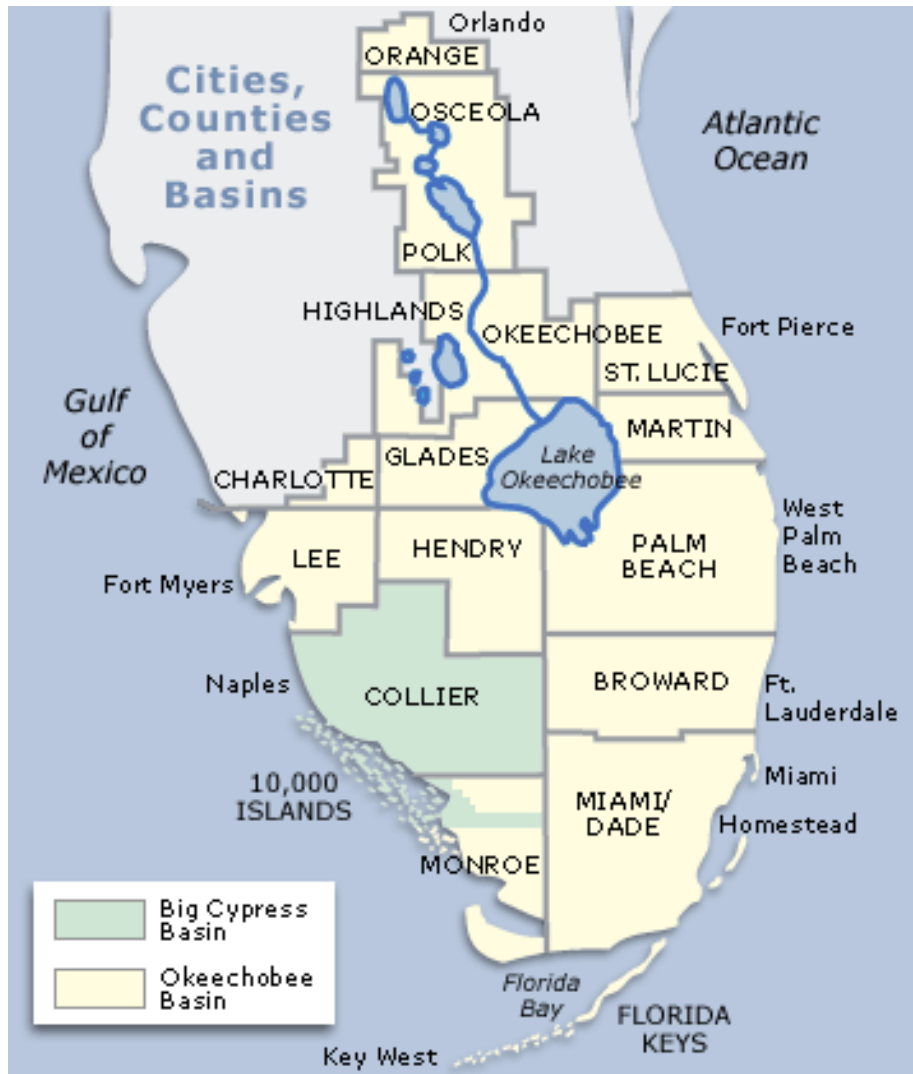 Orlando
ORANGE
Cities,
Counties
and
Basins
OSCEOLA
Atlantic
Ocean
POLK
HIGHLANDS
OKEECHOBEE
Fort Pierce
ST. LUCIE
Gulf
of
Mexico
MARTIN
GLADES
Lake
Okeechobee
CHARLOTTE
West
Palm
Beach
LEE
HENDRY
PALM
BEACH
Fort Myers
Naples
COLLIER
BROWARD
Ft.
Lauderdale
10,000
ISLANDS
Miami
MIAMI/
DADE
Homestead
MONROE
Big Cypress
Basin
Okeechobee
Basin
Florida
Bay
FLORIDA
KEYS
Key West